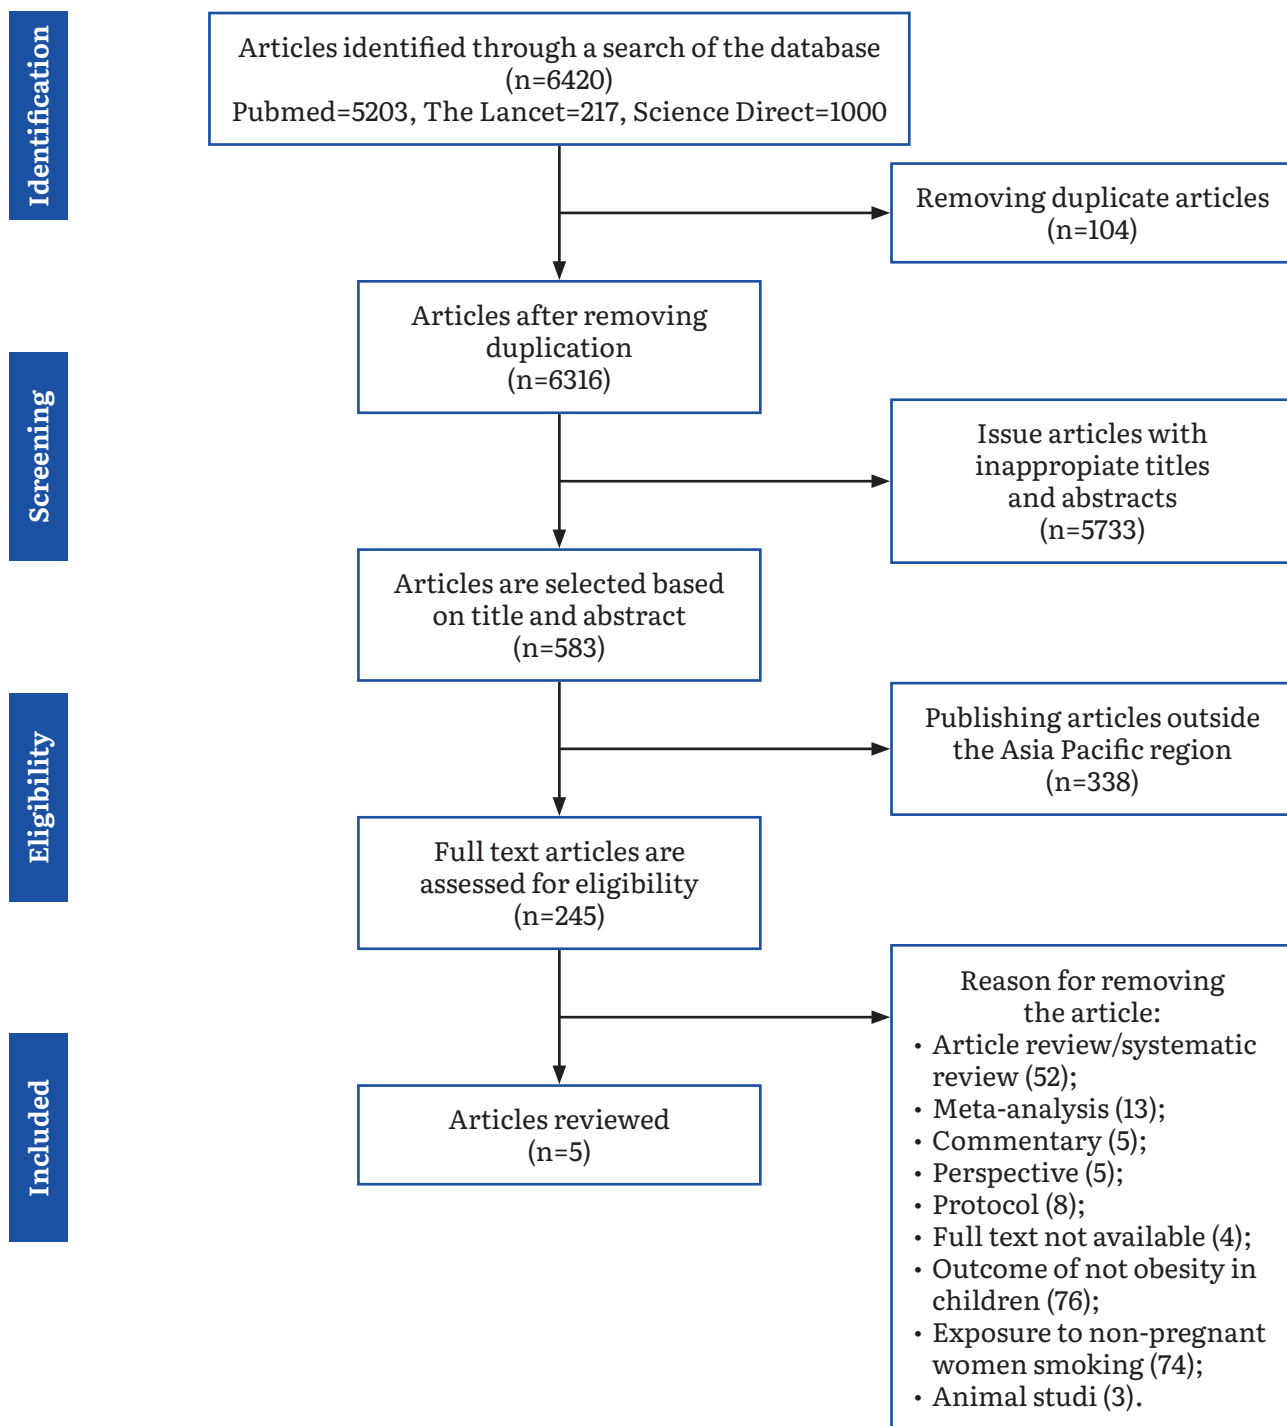 Identification
Articles identified through a search of the database
(n=6420)
Pubmed=5203, The Lancet=217, Science Direct=1000
Removing duplicate articles
(n=104)
Articles after removing
duplication
(n=6316)
Screening
Issue articles with
inappropiate titles
and abstracts
(n=5733)
Articles are selected based
on title and abstract
(n=583)
Eligibility
Publishing articles outside
the Asia Pacific region
(n=338)
Full text articles are
assessed for eligibility
(n=245)
Included
Reason for removing
the article:
• Article review/systematic
review (52);
• Meta-analysis (13);
• Commentary (5);
• Perspective (5);
• Protocol (8);
• Full text not available (4);
• Outcome of not obesity in
children (76);
• Exposure to non-pregnant
women smoking (74);
• Animal studi (3).
Articles reviewed
(n=5)